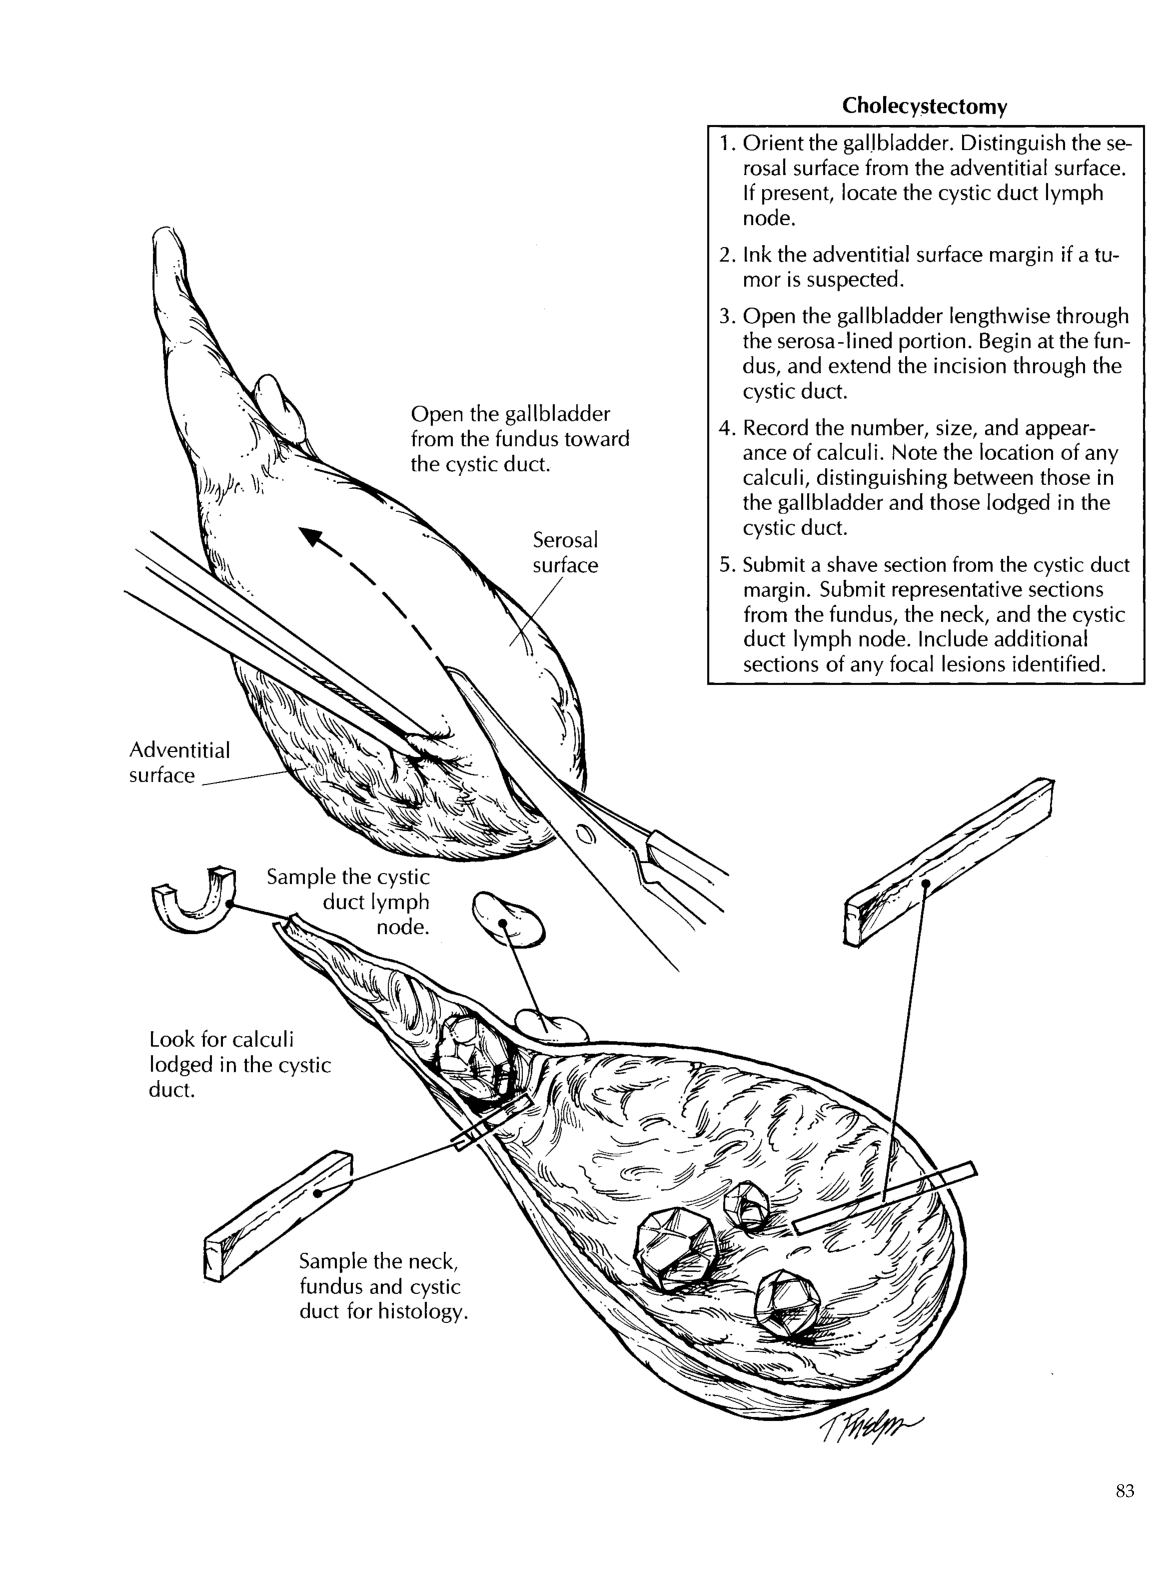 Cholecystectomy
1. Orient the gallbladder. Distinguish the se-
rosal surface from the adventitial surface.
If present, locate the cystic duct lymph
node.
2. Ink the adventitial surface margin if a tu-
mor is suspected.
3. Open the gallbladder lengthwise through
the serosa-lined portion. Begin at the fun-
dus, and extend the incision through the
cystic duct.
4. Record the number, size, and appear-
ance of calculi. Note the location of any
calculi, distinguishing between those in
the gallbladder and those lodged in the
cystic duct.
5. Submit a shave section from the cystic duct
margin. Submit representative sections
from the fundus, the neck, and the cystic
duct lymph node. Include additional
sections of any focal lesions identified.
Open the gallbladder
from the fundus toward
the cystic duct.
Serosal
surface
Adventitial
surface
Sample the cystic
duct lymph
node.
Look for calculi
lodged in the cystic
duct.
Sample the neck,
fundus and cystic
duct for histology.
T Phelps
83